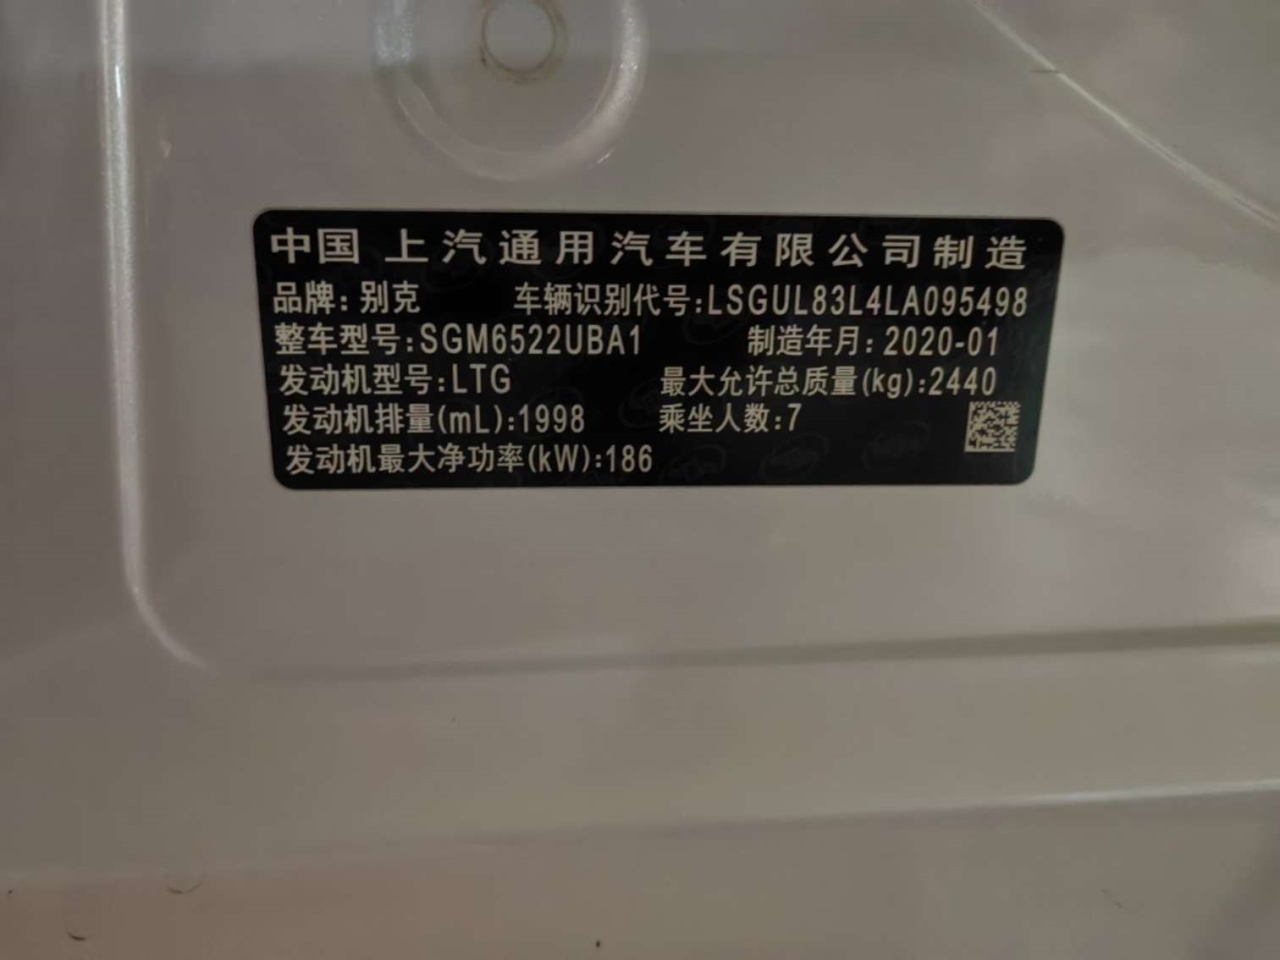 中国 上汽通用汽车有限公司制造
品牌: 别克 车辆识别代号:LSGUL83L4LA095498
整车型号:SGM6522UBA1 制造年月:2020-01
发动机型号:LTG 最大允许总质量(kg):2440
发动机排量(mL):1998 乘坐人数:7
发动机最大净功率(kW):186